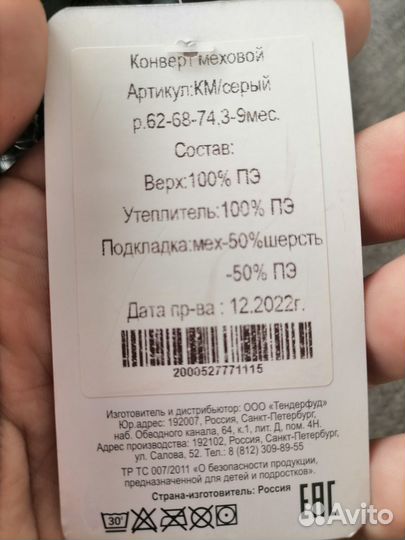 Конверт меховой
Артикул:КМ/серый
р.62-68-74,3-9мес.
Состав:
Верх:100% ПЭ
Утеплитель:100% ПЭ
Подкладка:мех-50%шерсть
-50% ПЭ
Дата пр-ва : 12.2022г.
2000527771115
Изготовитель и дистрибьютор: ООО «Тендерфуд»
Юр.адрес: 192007, Россия, Санкт-Петербург,
наб. Обводного канала, 64, к.1, лит. Д, пом. 4Н.
Адрес производства: 192102, Россия, Санкт-Петербург,
ул. Салова, 52. Тел.: 8 (812) 309-89-55
ТР ТС 007/2011 «О безопасности продукции,
предназначенной для детей и подростков».
Страна-изготовитель: Россия
30°
EAC
Avito